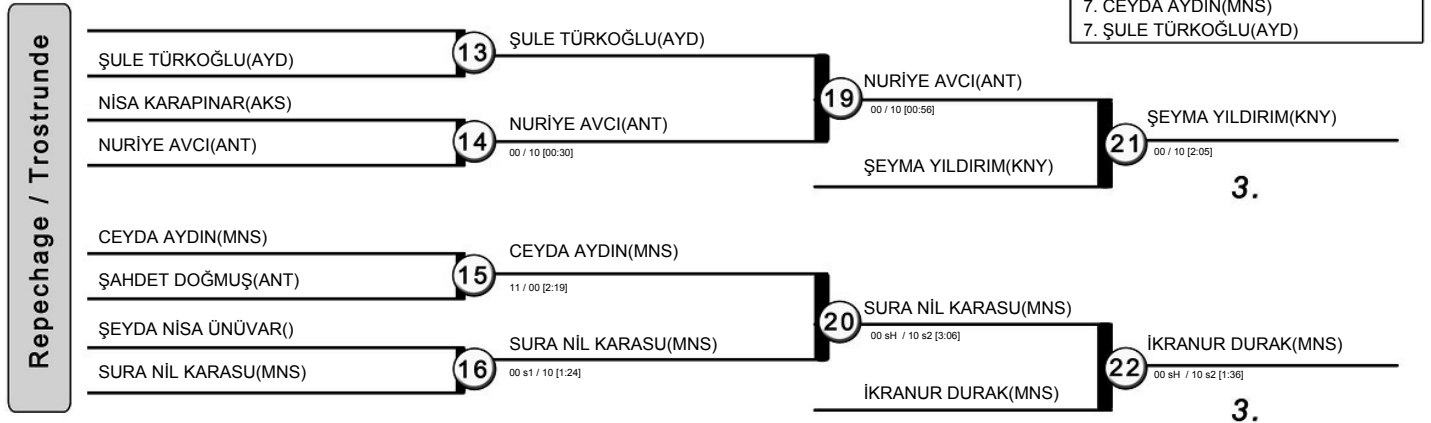 Repechage / Trostrunde
7. CEYDA AYDIN(MNS)
7. ŞULE TÜRKOĞLU(AYD)
ŞULE TÜRKOĞLU(AYD)
13
ŞULE TÜRKOĞLU(AYD)
NİSA KARAPINAR(AKS)
NURİYE AVCI(ANT)
14
NURİYE AVCI(ANT)
00 / 10 [00:30]
19
NURİYE AVCI(ANT)
00 / 10 [00:56]
ŞEYMA YILDIRIM(KNY)
21
ŞEYMA YILDIRIM(KNY)
00 / 10 [2:05]
3.
CEYDA AYDIN(MNS)
ŞAHDET DOĞMUŞ(ANT)
15
CEYDA AYDIN(MNS)
11 / 00 [2:19]
ŞEYDA NİSA ÜNÜVAR()
SURA NİL KARASU(MNS)
16
SURA NİL KARASU(MNS)
00 s1 / 10 [1:24]
20
SURA NİL KARASU(MNS)
00 sH / 10 s2 [3:06]
İKRANUR DURAK(MNS)
22
İKRANUR DURAK(MNS)
00 sH / 10 s2 [1:36]
3.